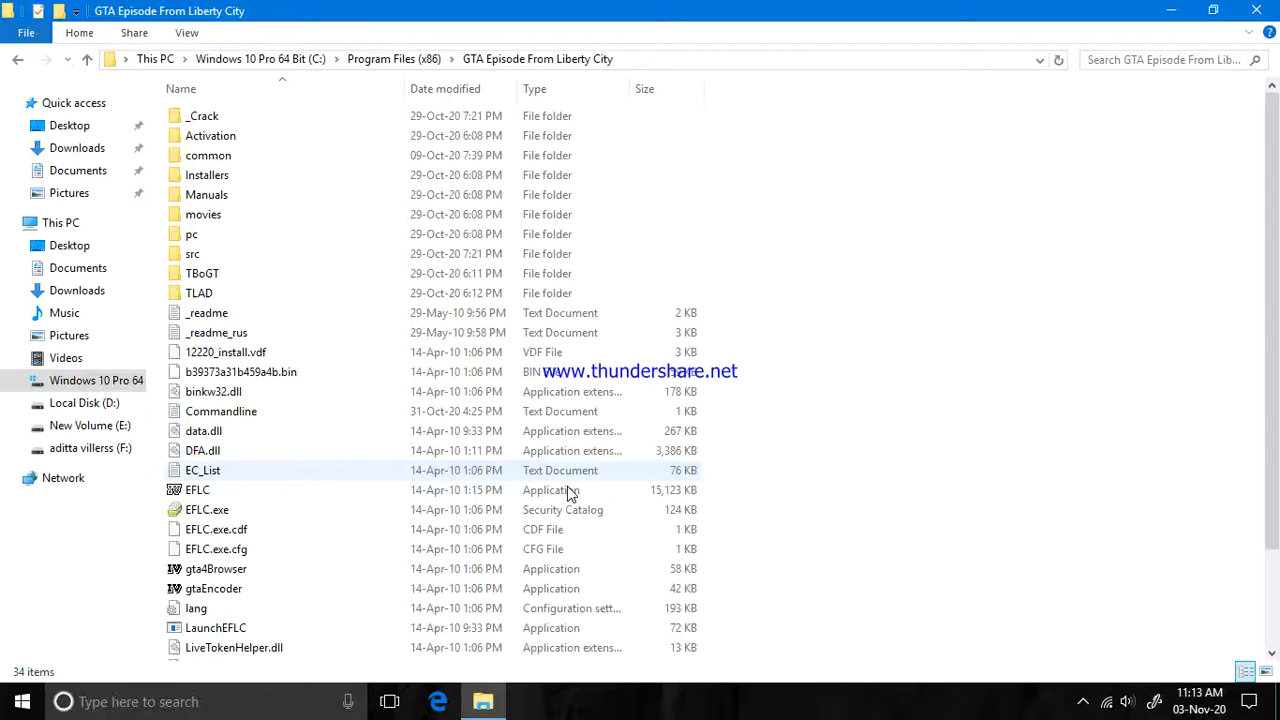 GTA Episode From Liberty City
File Home Share View
This PC Windows 10 Pro 64 Bit (C:) Program Files (x86) GTA Episode From Liberty City Search GTA Episode From Lib...
Name Date modified Type Size
Quick access
Desktop
Downloads
Documents
Pictures
This PC
Desktop
Documents
Downloads
Music
Pictures
Videos
Windows 10 Pro 64
Local Disk (D:)
New Volume (E:)
aditta villerss (F:)
Network
_Crack 29-Oct-20 7:21 PM File folder
Activation 29-Oct-20 6:08 PM File folder
common 09-Oct-20 7:39 PM File folder
Installers 29-Oct-20 6:08 PM File folder
Manuals 29-Oct-20 6:08 PM File folder
movies 29-Oct-20 6:08 PM File folder
pc 29-Oct-20 6:08 PM File folder
src 29-Oct-20 7:21 PM File folder
TBoGT 29-Oct-20 6:11 PM File folder
TLAD 29-Oct-20 6:12 PM File folder
_readme 29-May-10 9:56 PM Text Document 2 KB
_readme_rus 29-May-10 9:58 PM Text Document 3 KB
12220_install.vdf 14-Apr-10 1:06 PM VDF File 3 KB
b39373a31b459a4b.bin 14-Apr-10 1:06 PM BIN
www.thundershare.net
binkw32.dll 14-Apr-10 1:06 PM Application extens... 178 KB
Commandline 31-Oct-20 4:25 PM Text Document 1 KB
data.dll 14-Apr-10 9:33 PM Application extens... 267 KB
DFA.dll 14-Apr-10 1:11 PM Application extens... 3,386 KB
EC_List 14-Apr-10 1:06 PM Text Document 76 KB
EFLC 14-Apr-10 1:15 PM Application 15,123 KB
EFLC.exe 14-Apr-10 1:06 PM Security Catalog 124 KB
EFLC.exe.cdf 14-Apr-10 1:06 PM CDF File 1 KB
EFLC.exe.cfg 14-Apr-10 1:06 PM CFG File 1 KB
gta4Browser 14-Apr-10 1:06 PM Application 58 KB
gtaEncoder 14-Apr-10 1:06 PM Application 42 KB
lang 14-Apr-10 1:06 PM Configuration sett... 193 KB
LaunchEFLC 14-Apr-10 9:33 PM Application 72 KB
LiveTokenHelper.dll 14-Apr-10 1:06 PM Application extens... 13 KB
34 items
Type here to search
11:13 AM
03-Nov-20